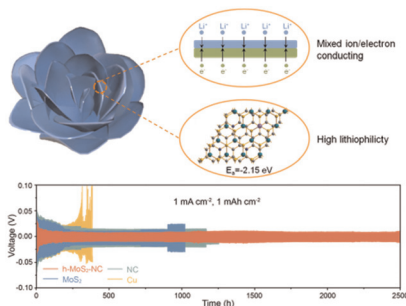 Li⁺ Li⁺ Li⁺ Li⁺ Li⁺
Mixed ion/electron
conducting
e⁻ e⁻ e⁻ e⁻ e⁻
High lithiophilicity
Eₐ=-2.15 eV
0.10
1 mA cm⁻², 1 mAh cm⁻²
0.05
0.00
-0.05
-0.10
Voltage (V)
h-MoS₂-NC
NC
MoS₂
Cu
0 500 1000 1500 2000 2500
Time (h)